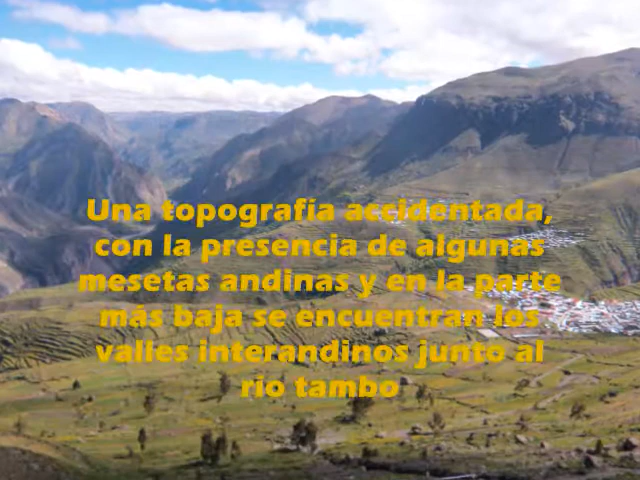 Una topografía accidentada,
con la presencia de algunas
mesetas andinas y en la parte
más baja se encuentran los
valles interandinos junto al
río tambo